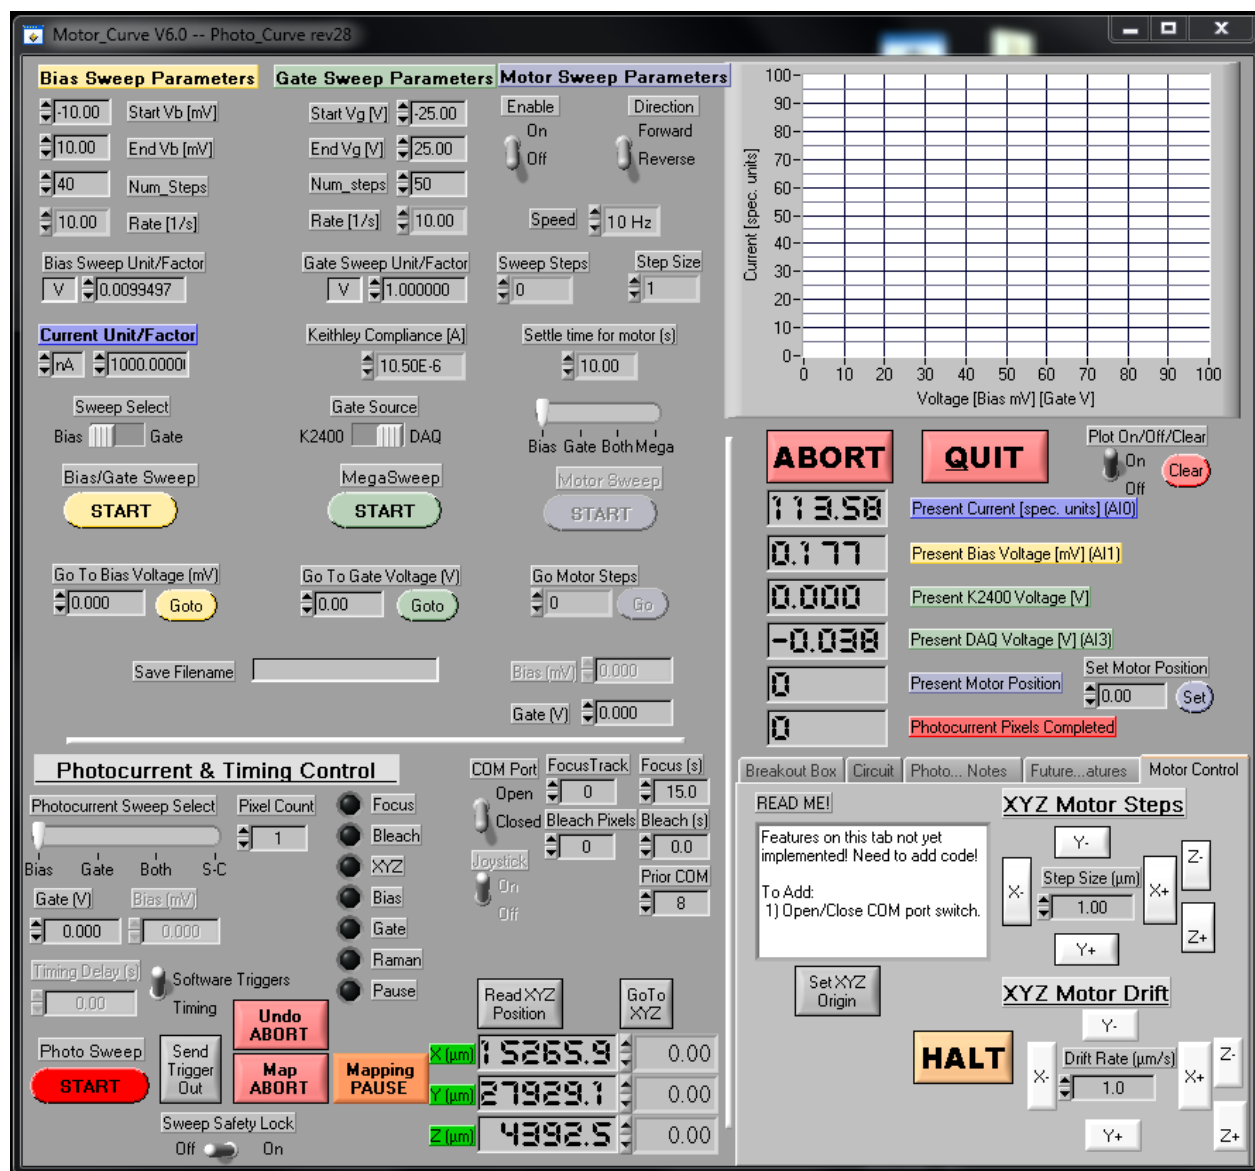 Motor_Curve V6.0 -- Photo_Curve rev28
Bias Sweep Parameters
-10.00 Start Vb [mV]
10.00 End Vb [mV]
40 Num_Steps
10.00 Rate [1/s]
Bias Sweep Unit/Factor
V 0.0099497
Current Unit/Factor
nA 1000.0000
Sweep Select
Bias Gate
Bias/Gate Sweep
START
Go To Bias Voltage (mV)
0.000 Goto
Gate Sweep Parameters
Start Vg [V] -25.00
End Vg [V] 25.00
Num_steps 50
Rate [1/s] 10.00
Gate Sweep Unit/Factor
V 1.000000
Keithley Compliance [A]
10.50E-6
Gate Source
K2400 DAQ
MegaSweep
START
Go To Gate Voltage (V)
0.00 Goto
Motor Sweep Parameters
Enable Direction
On Forward
Off Reverse
Speed 10 Hz
Sweep Steps Step Size
0 1
Settle time for motor (s)
10.00
Bias Gate Both Mega
Motor Sweep
START
Go Motor Steps
0 Go
Save Filename
Bias (mV) 0.000
Gate (V) 0.000
Current [spec. units]
100
90
80
70
60
50
40
30
20
10
0
0 10 20 30 40 50 60 70 80 90 100
Voltage [Bias mV] [Gate V]
ABORT QUIT
Plot On/Off/Clear
On
Off
Clear
113.58 Present Current [spec. units] (AI0)
0.177 Present Bias Voltage [mV] (AI1)
0.000 Present K2400 Voltage [V]
-0.038 Present DAQ Voltage [V] (AI3)
0 Present Motor Position
Set Motor Position
0.00 Set
0 Photocurrent Pixels Completed
Photocurrent & Timing Control
Photocurrent Sweep Select
Bias Gate Both S-C
Pixel Count
1
Gate (V) Bias (mV)
0.000 0.000
Timing Delay (s)
0.00
Software Triggers
Timing
Focus
Bleach
XYZ
Bias
Gate
Raman
Pause
COM Port
Open
Closed
FocusTrack Focus (s)
0 15.0
Bleach Pixels Bleach (s)
0 0.0
Joystick
On
Off
Prior COM
8
Photo Sweep
START
Send
Trigger
Out
Undo
ABORT
Map
ABORT
Mapping
PAUSE
Sweep Safety Lock
Off On
Read XYZ
Position
GoTo
XYZ
X (µm) 15265.9 0.00
Y (µm) 27929.1 0.00
Z (µm) 4392.5 0.00
Breakout Box Circuit Photo... Notes Future...atures Motor Control
READ ME!
Features on this tab not yet
implemented! Need to add code!
To Add:
1) Open/Close COM port switch.
Set XYZ
Origin
XYZ Motor Steps
Y-
Z-
X- Step Size (µm) X+
1.00
Y+
Z+
XYZ Motor Drift
HALT
Y-
Z-
X- Drift Rate (µm/s) X+
1.0
Y+
Z+